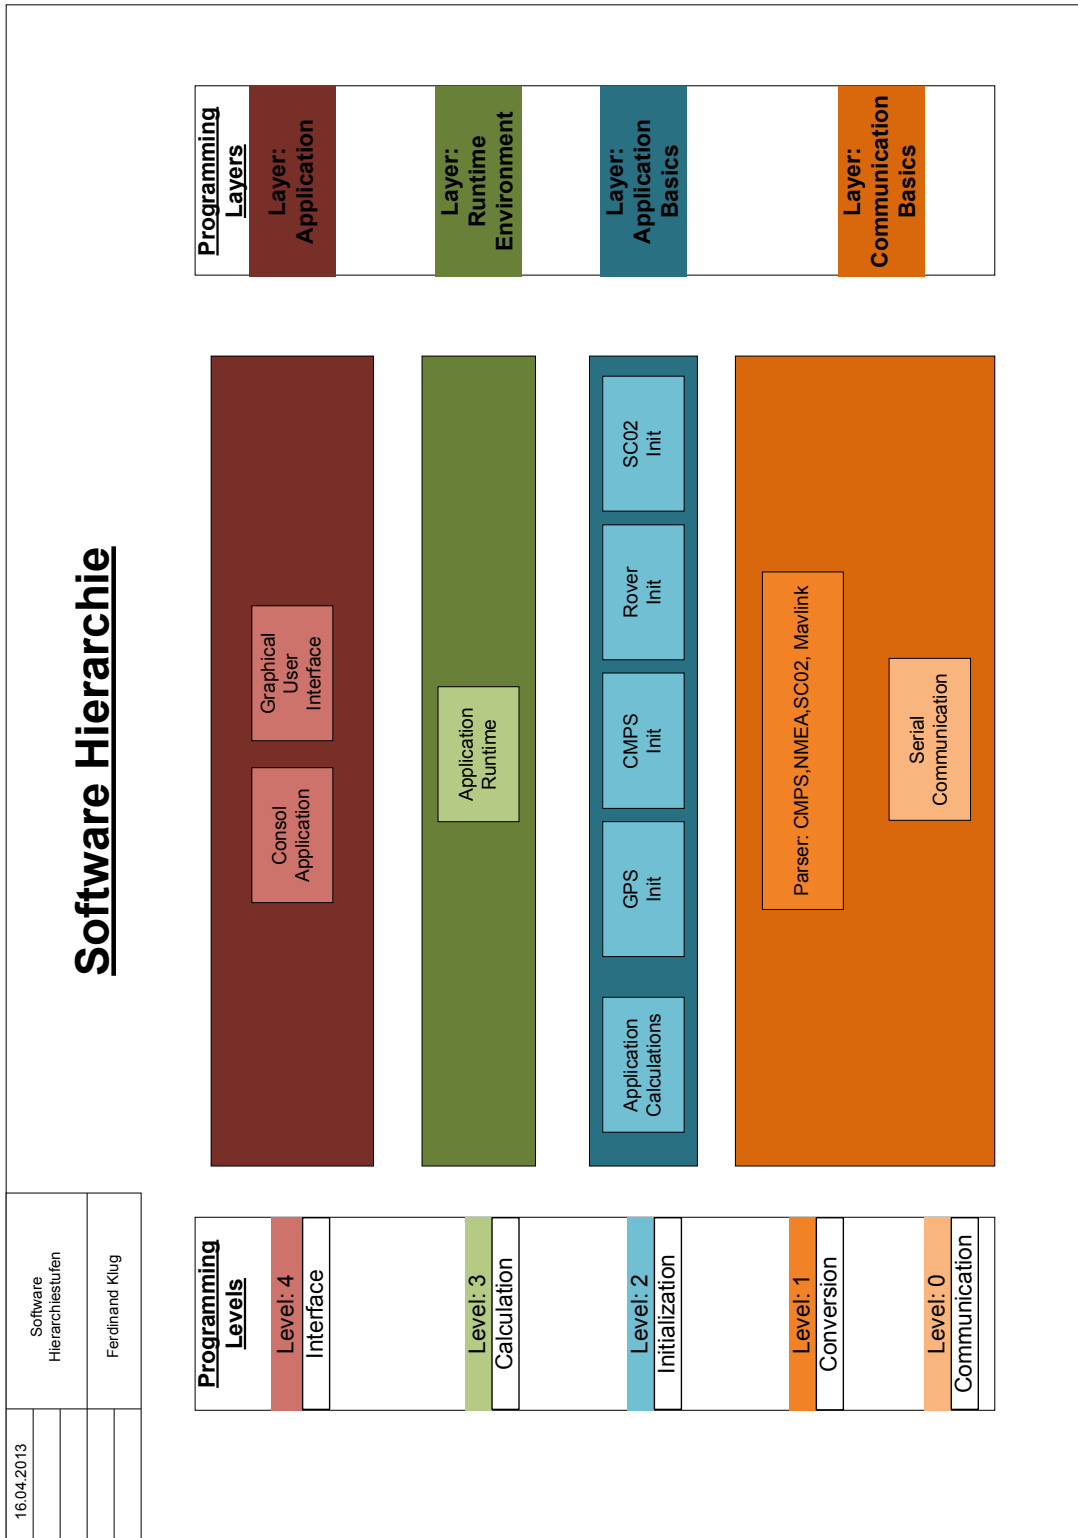 Software Hierarchie
Programming
Levels
Level: 4
Interface
Level: 3
Calculation
Level: 2
Initialization
Level: 1
Conversion
Level: 0
Communication
Consol
Application
Graphical
User
Interface
Application
Runtime
Application
Calculations
GPS
Init
CMPS
Init
Rover
Init
SC02
Init
Parser: CMPS,NMEA,SC02, Mavlink
Serial
Communication
Programming
Layers
Layer:
Application
Layer:
Runtime
Environment
Layer:
Application
Basics
Layer:
Communication
Basics
16.04.2013
Software
Hierarchiestufen
Ferdinand Klug